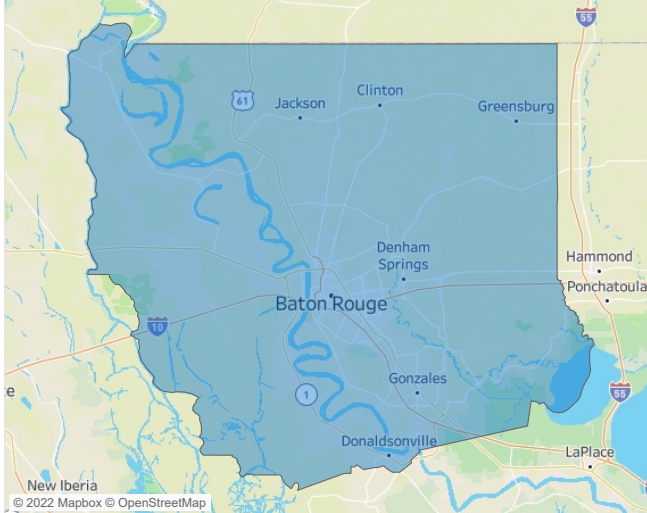 55
61
Jackson
Clinton
Greensburg
Denham
Springs
Hammond
Ponchatoula
Baton Rouge
10
Gonzales
1
55
Donaldsonville
LaPlace
New Iberia
© 2022 Mapbox © OpenStreetMap